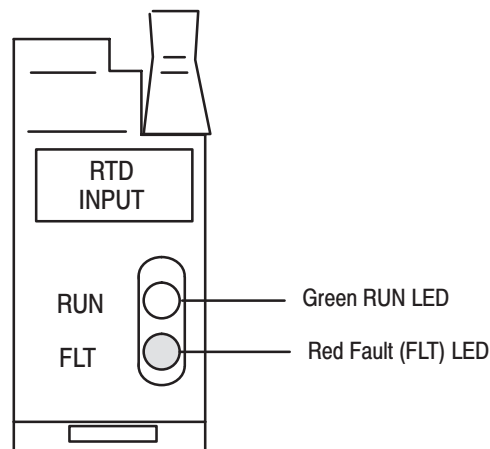 RTD
INPUT
RUN
Green RUN LED
FLT
Red Fault (FLT) LED